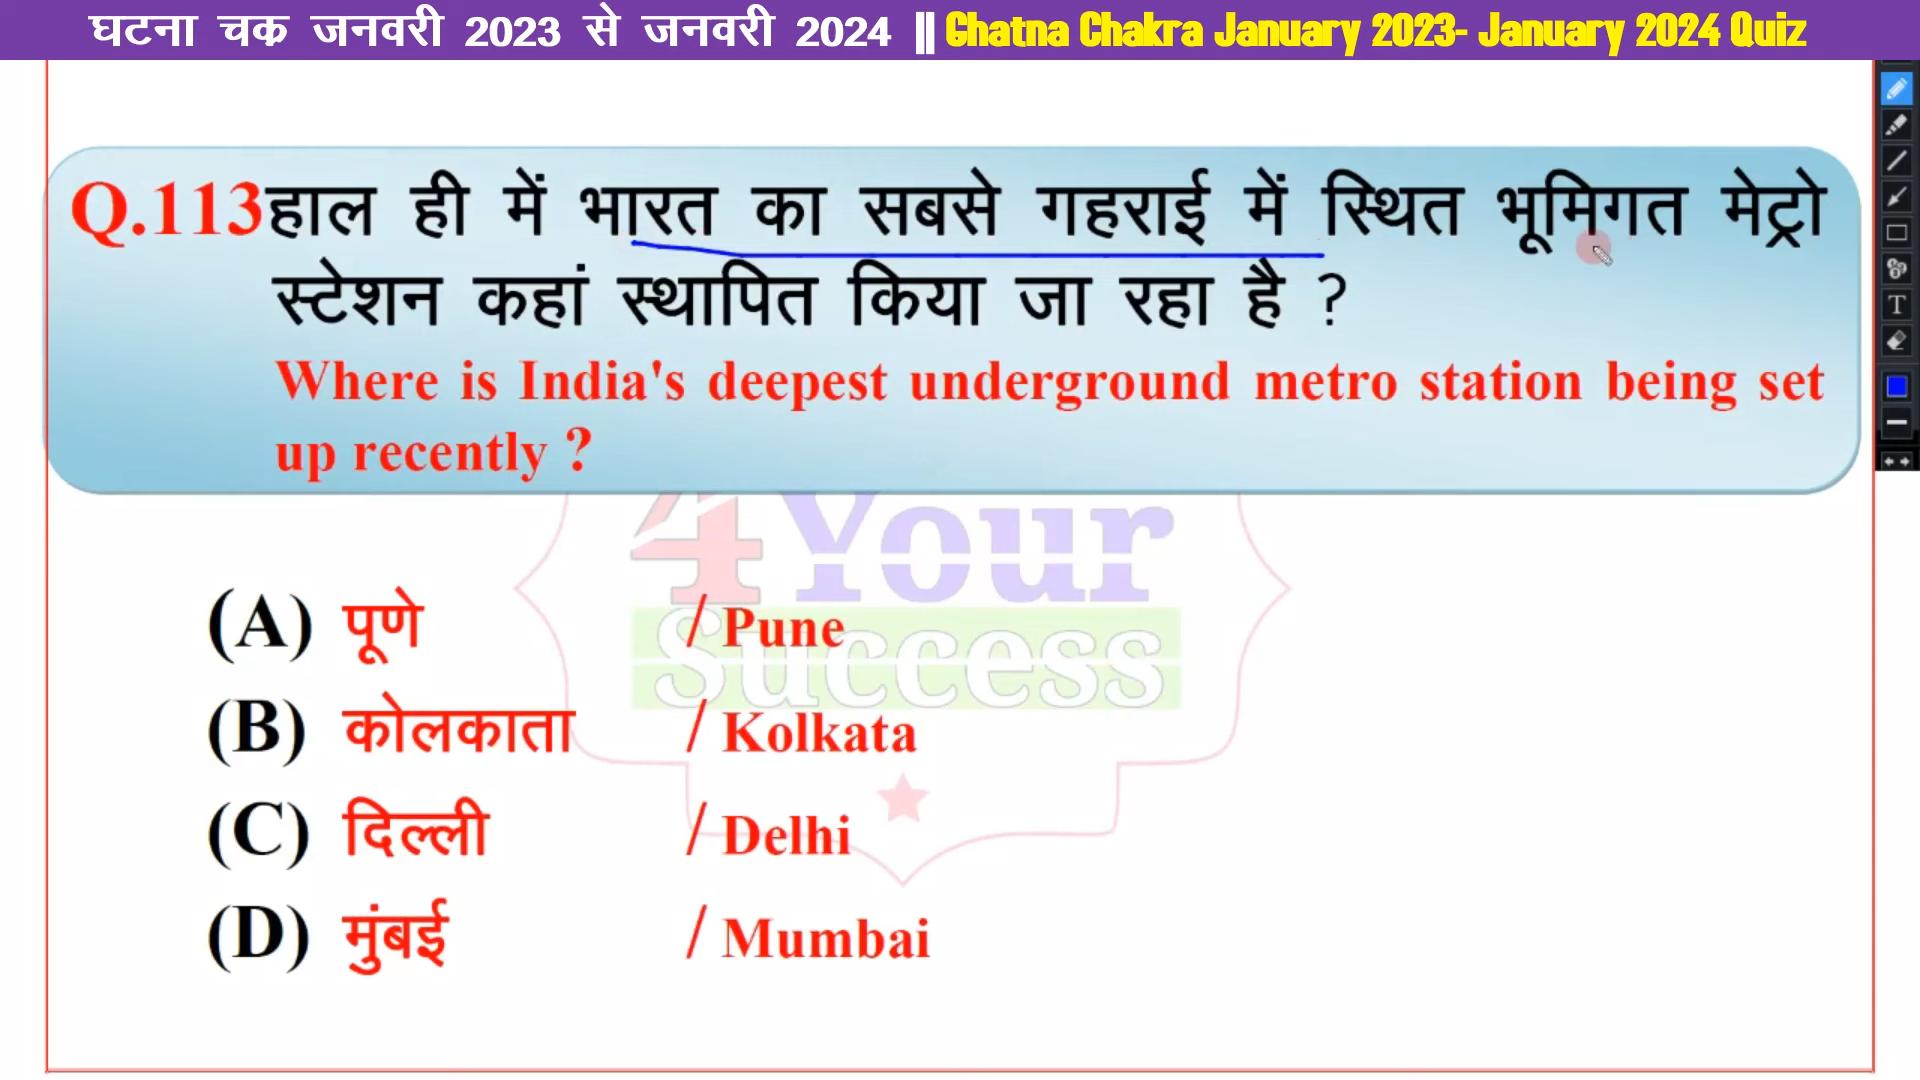 घटना चक्र जनवरी 2023 से जनवरी 2024 || Ghatna Chakra January 2023- January 2024 Quiz
Q.113 हाल ही में भारत का सबसे गहराई में स्थित भूमिगत मेट्रो
स्टेशन कहां स्थापित किया जा रहा है ?
Where is India's deepest underground metro station being set
up recently ?
4Your
Success
(A) पूणे / Pune
(B) कोलकाता / Kolkata
(C) दिल्ली / Delhi
(D) मुंबई / Mumbai
T